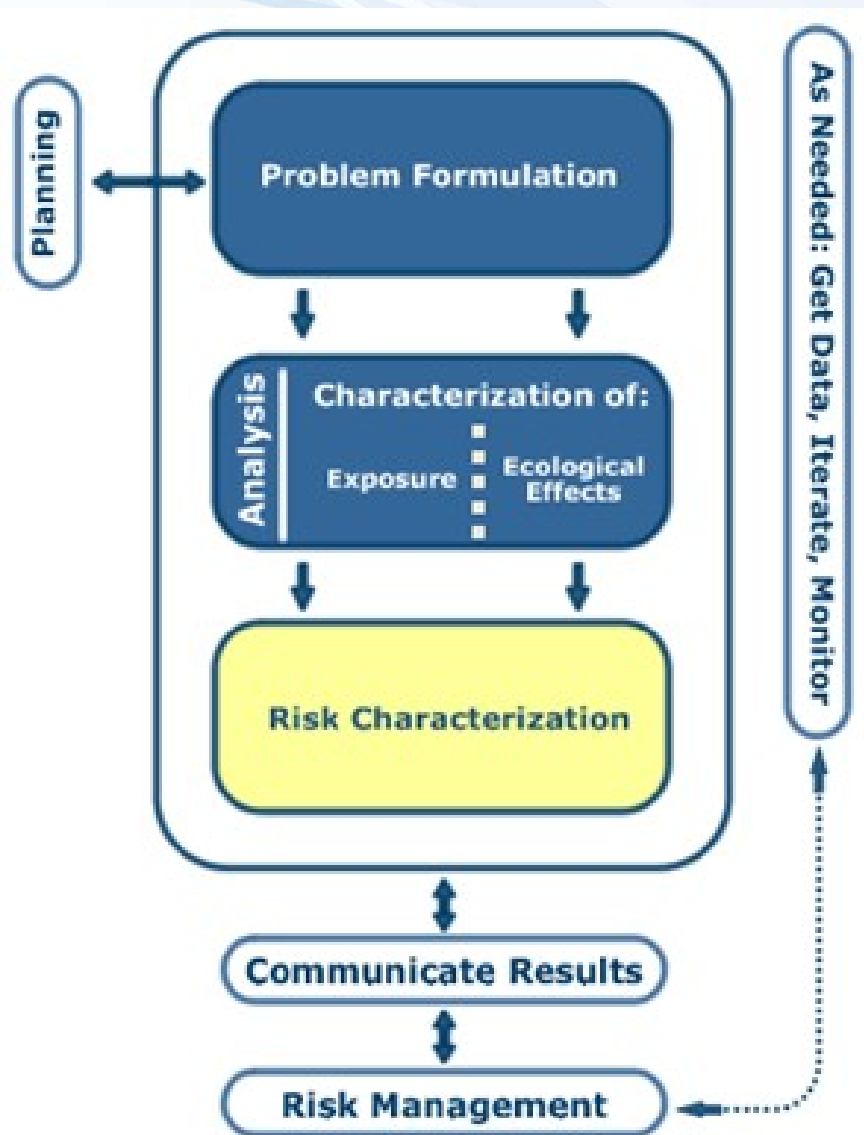 Planning
Problem Formulation
Analysis
Characterization of:
Exposure
Ecological
Effects
Risk Characterization
Communicate Results
Risk Management
As Needed: Get Data, Iterate, Monitor